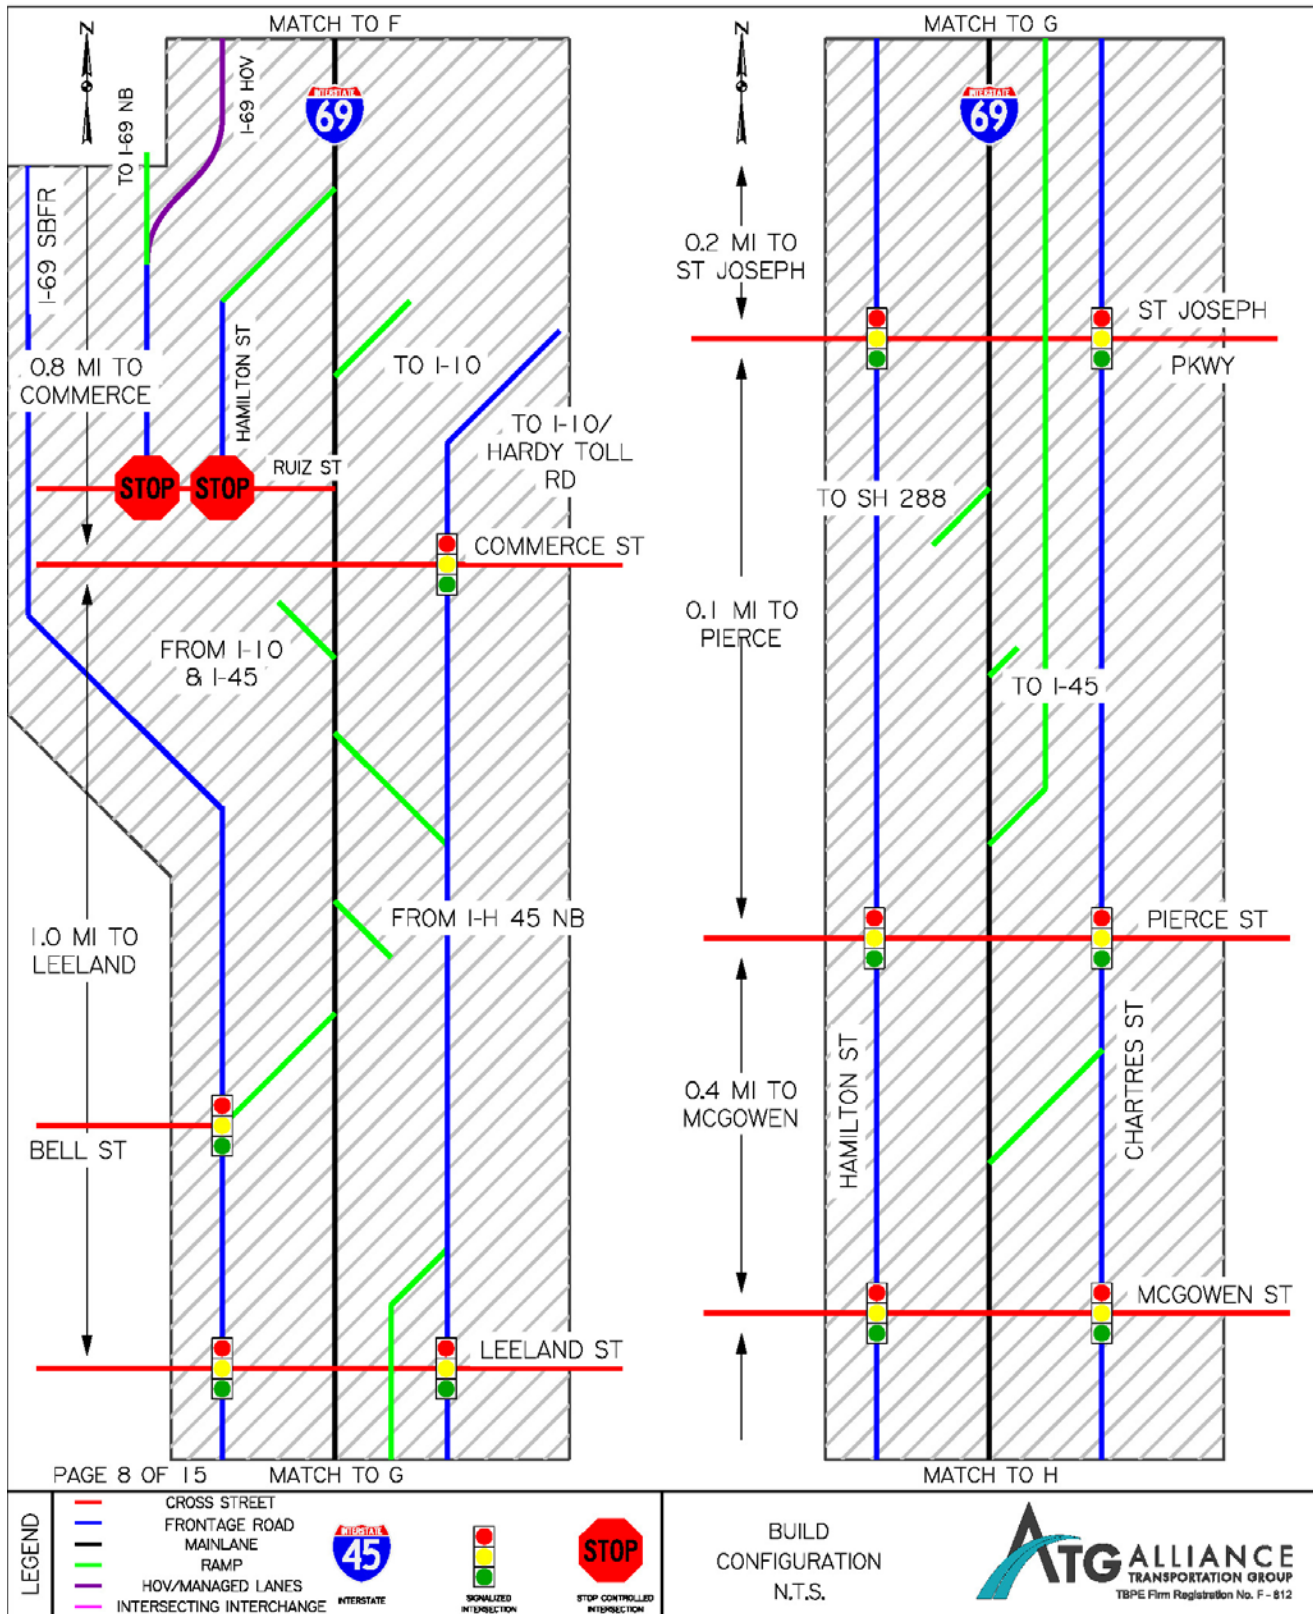 MATCH TO F
N
TO I-69 NB
I-69 HOV
INTERSTATE
69
I-69 SBFR
0.8 MI TO
COMMERCE
HAMILTON ST
TO I-10
TO I-10/
HARDY TOLL
RD
STOP
STOP
RUIZ ST
COMMERCE ST
FROM I-10
& I-45
FROM I-H 45 NB
1.0 MI TO
LEELAND
BELL ST
LEELAND ST
PAGE 8 OF 15
MATCH TO G
MATCH TO G
N
INTERSTATE
69
0.2 MI TO
ST JOSEPH
ST JOSEPH
PKWY
TO SH 288
0.1 MI TO
PIERCE
TO I-45
PIERCE ST
HAMILTON ST
CHARTRES ST
0.4 MI TO
MCGOWEN
MCGOWEN ST
MATCH TO H
LEGEND
CROSS STREET
FRONTAGE ROAD
MAINLANE
RAMP
HOV/MANAGED LANES
INTERSECTING INTERCHANGE
INTERSTATE
45
INTERSTATE
SIGNALIZED
INTERSECTION
STOP
STOP CONTROLLED
INTERSECTION
BUILD
CONFIGURATION
N.T.S.
ATG ALLIANCE
TRANSPORTATION GROUP
TBPE Firm Registration No. F - 812